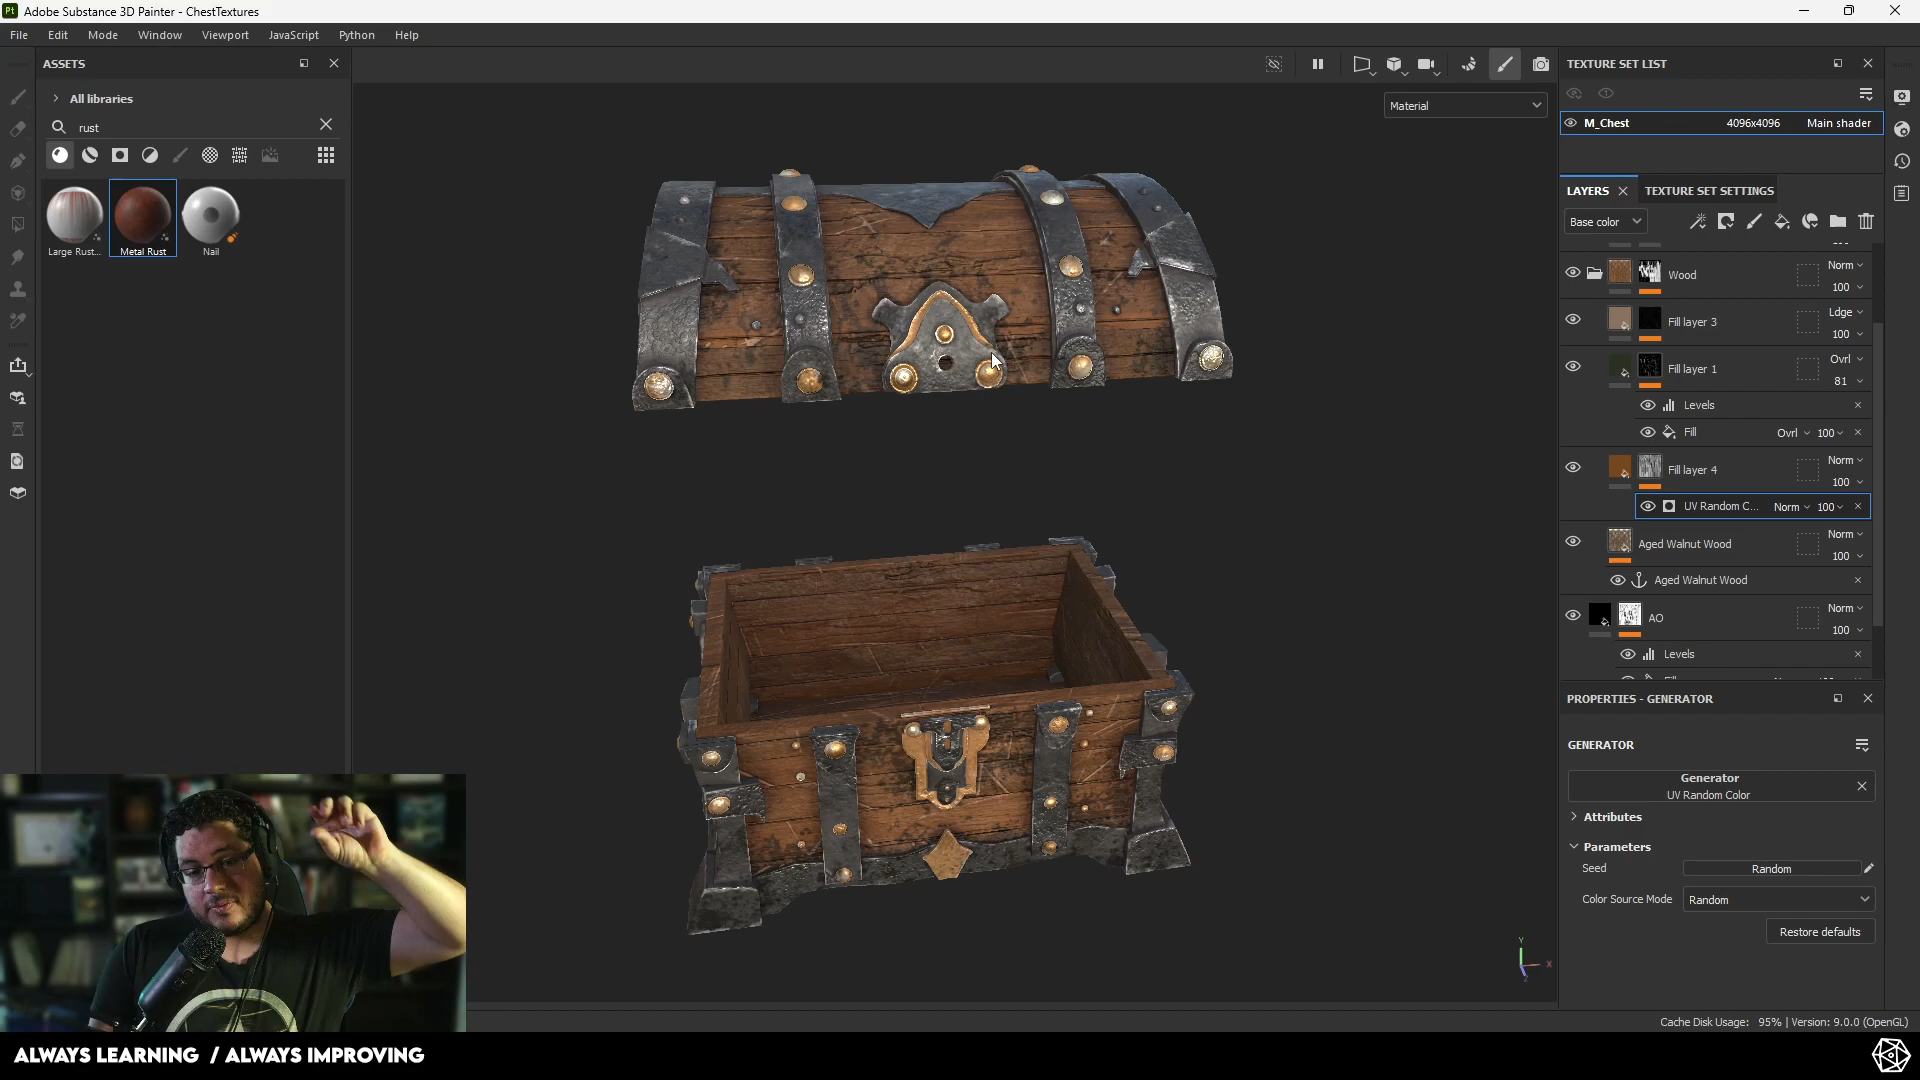 Pt Adobe Substance 3D Painter - ChestTextures
File Edit Mode Window Viewport JavaScript Python Help
ASSETS
All libraries
rust
Large Rust... Metal Rust Nail
Material
TEXTURE SET LIST
M_Chest 4096x4096 Main shader
LAYERS TEXTURE SET SETTINGS
Base color
Wood Norm
100
Fill layer 3 Ldge
100
Fill layer 1 Ovrl
81
Levels
Fill Ovrl 100
Fill layer 4 Norm
100
UV Random C... Norm 100
Aged Walnut Wood Norm
100
Aged Walnut Wood
AO Norm
100
Levels
PROPERTIES - GENERATOR
GENERATOR
Generator
UV Random Color
Attributes
Parameters
Seed Random
Color Source Mode Random
Restore defaults
Y
X
Cache Disk Usage: 95% | Version: 9.0.0 (OpenGL)
ALWAYS LEARNING / ALWAYS IMPROVING